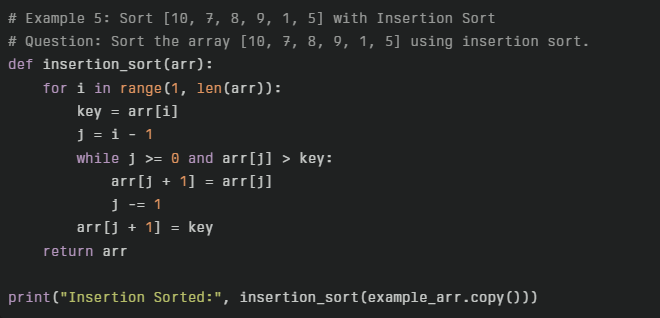 # Example 5: Sort [10, 7, 8, 9, 1, 5] with Insertion Sort
# Question: Sort the array [10, 7, 8, 9, 1, 5] using insertion sort.
def insertion_sort(arr):
    for i in range(1, len(arr)):
        key = arr[i]
        j = i - 1
        while j >= 0 and arr[j] > key:
            arr[j + 1] = arr[j]
            j -= 1
        arr[j + 1] = key
    return arr

print("Insertion Sorted:", insertion_sort(example_arr.copy()))